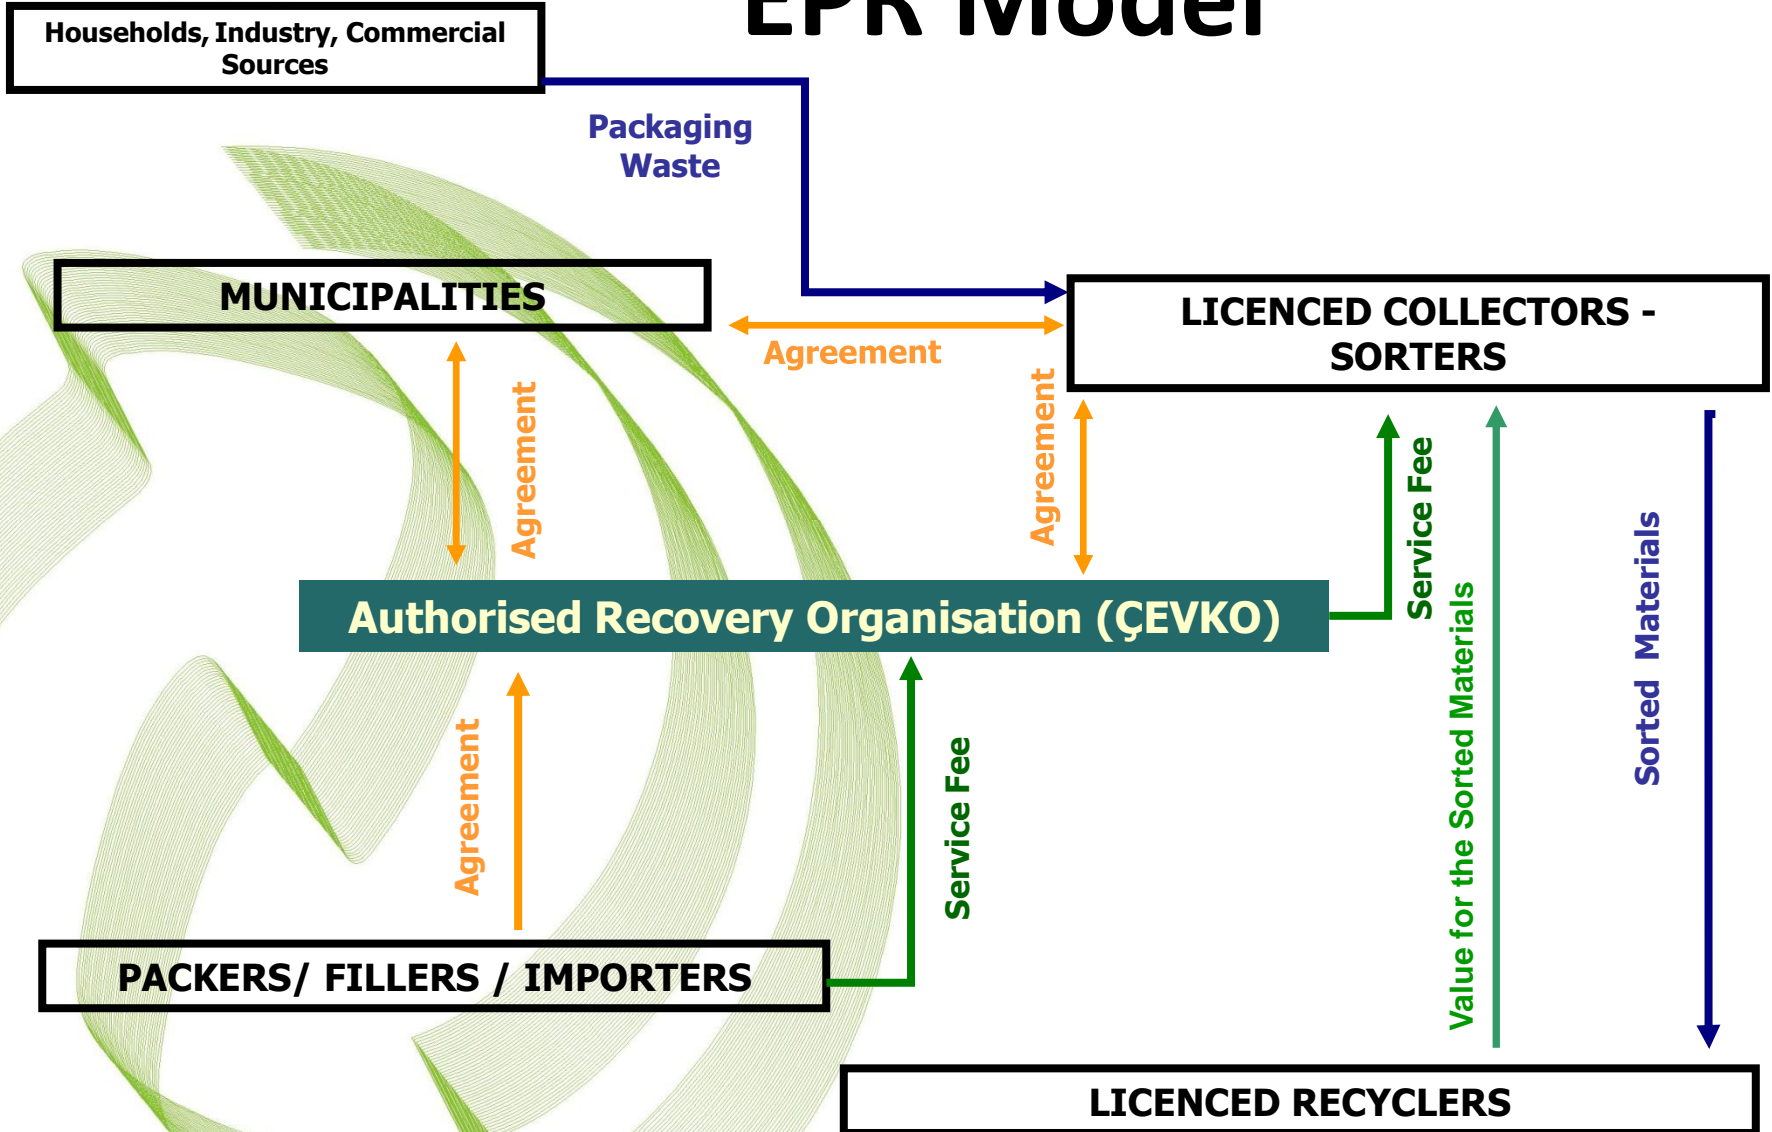 EPR Model
Households, Industry, Commercial
Sources
Packaging
Waste
MUNICIPALITIES
LICENCED COLLECTORS -
SORTERS
Agreement
Agreement
Agreement
Service Fee
Value for the Sorted Materials
Sorted Materials
Authorised Recovery Organisation (ÇEVKO)
Agreement
Service Fee
PACKERS/ FILLERS / IMPORTERS
LICENCED RECYCLERS